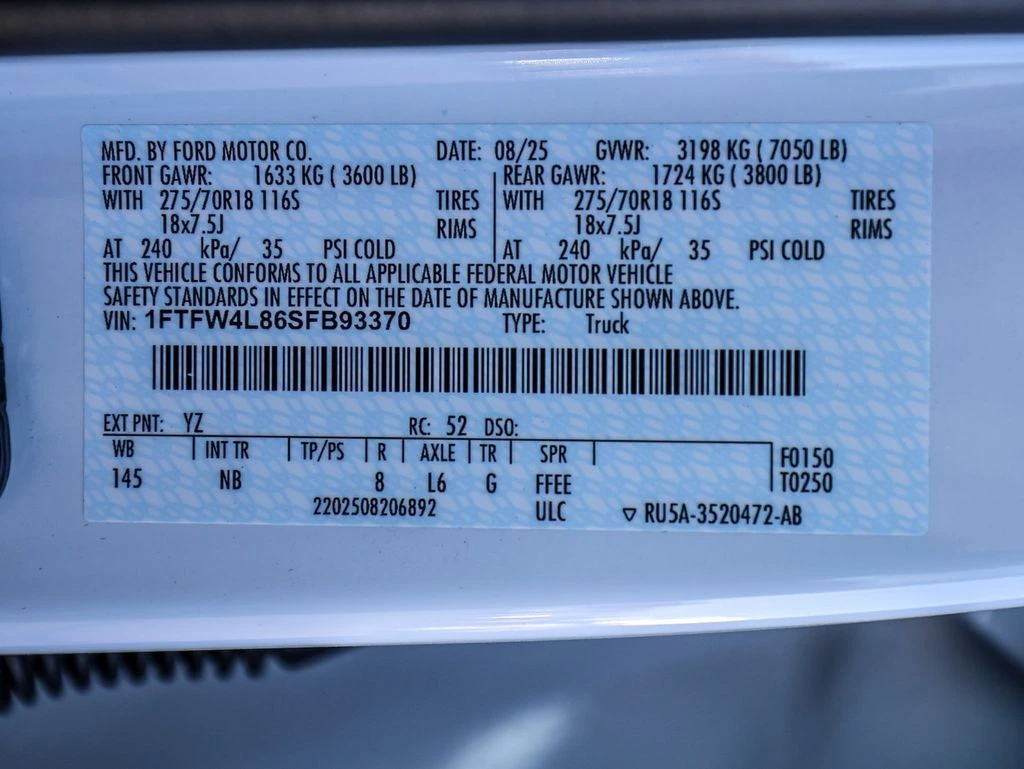 MFD. BY FORD MOTOR CO. DATE: 08/25 GVWR: 3198 KG ( 7050 LB)
FRONT GAWR: 1633 KG ( 3600 LB) REAR GAWR: 1724 KG ( 3800 LB)
WITH 275/70R18 116S TIRES WITH 275/70R18 116S TIRES
18x7.5J RIMS 18x7.5J RIMS
AT 240 kPa/ 35 PSI COLD AT 240 kPa/ 35 PSI COLD
THIS VEHICLE CONFORMS TO ALL APPLICABLE FEDERAL MOTOR VEHICLE
SAFETY STANDARDS IN EFFECT ON THE DATE OF MANUFACTURE SHOWN ABOVE.
VIN: 1FTFW4L86SFB93370 TYPE: Truck
EXT PNT: YZ RC: 52 DSO:
WB INT TR TP/PS R AXLE TR SPR F0150
145 NB 8 L6 G FFEE T0250
2202508206892 ULC ▽ RU5A-3520472-AB